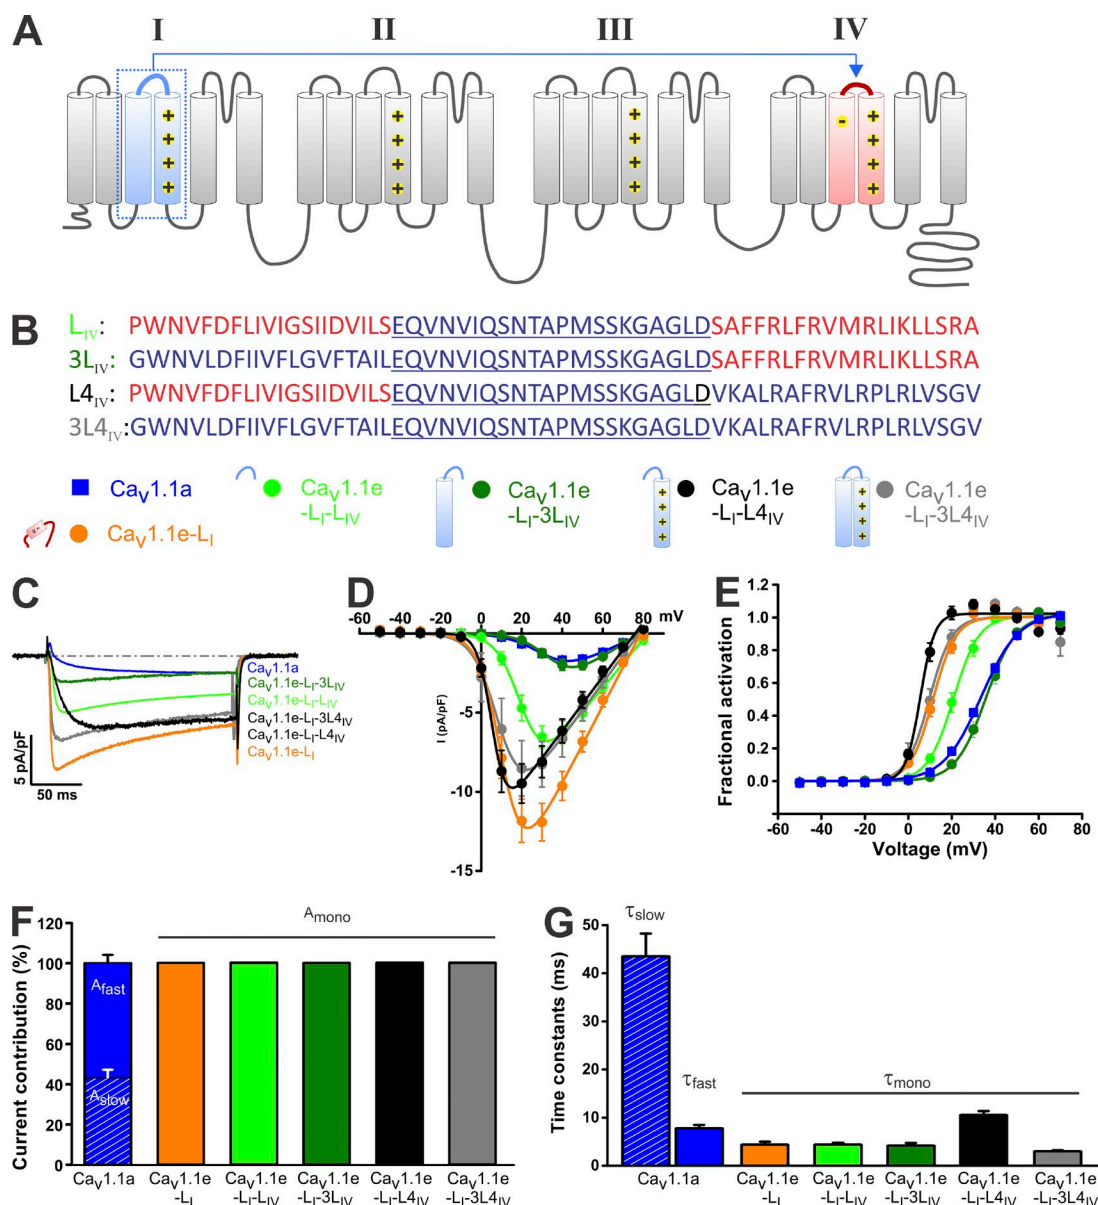 A
I II III IV
+ + + - +
+ + + +
+ + + +
+ + + +
B
LIV: PWNVFDFLIVIGSIIDVILSEQVNVIQSNTAPMSSKGAGLDSAFFRLFRVMRLIKLLSRA
3LIV: GWNVLDFIIVFLGVFTAILEQVNVIQSNTAPMSSKGAGLDSAFFRLFRVMRLIKLLSRA
L4IV: PWNVFDFLIVIGSIIDVILSEQVNVIQSNTAPMSSKGAGLDVKALRAFRVLRPLRLVSGV
3L4IV: GWNVLDFIIVFLGVFTAILEQVNVIQSNTAPMSSKGAGLDVKALRAFRVLRPLRLVSGV
CaV1.1a
CaV1.1e
-LI-LIV
CaV1.1e
-LI-3LIV
CaV1.1e
-LI-L4IV
CaV1.1e
-LI-3L4IV
CaV1.1e-LI
C
CaV1.1a
CaV1.1e-LI-3LIV
CaV1.1e-LI-LIV
CaV1.1e-LI-3L4IV
CaV1.1e-LI-L4IV
CaV1.1e-LI
5 pA/pF
50 ms
D
mV
-60 -40 -20 0 20 40 60 80
-5
-10
-15
I (pA/pF)
E
Fractional activation
1.2
1.0
0.8
0.6
0.4
0.2
0.0
-60 -40 -20 0 20 40 60 80
Voltage (mV)
F
Current contribution (%)
120
100
80
60
40
20
0
Amono
Afast
Aslow
CaV1.1a
CaV1.1e
-LI
CaV1.1e
-LI-LIV
CaV1.1e
-LI-3LIV
CaV1.1e
-LI-L4IV
CaV1.1e
-LI-3L4IV
G
Time constants (ms)
50
40
30
20
10
0
τslow
τfast
τmono
CaV1.1a
CaV1.1e
-LI
CaV1.1e
-LI-LIV
CaV1.1e
-LI-3LIV
CaV1.1e
-LI-L4IV
CaV1.1e
-LI-3L4IV